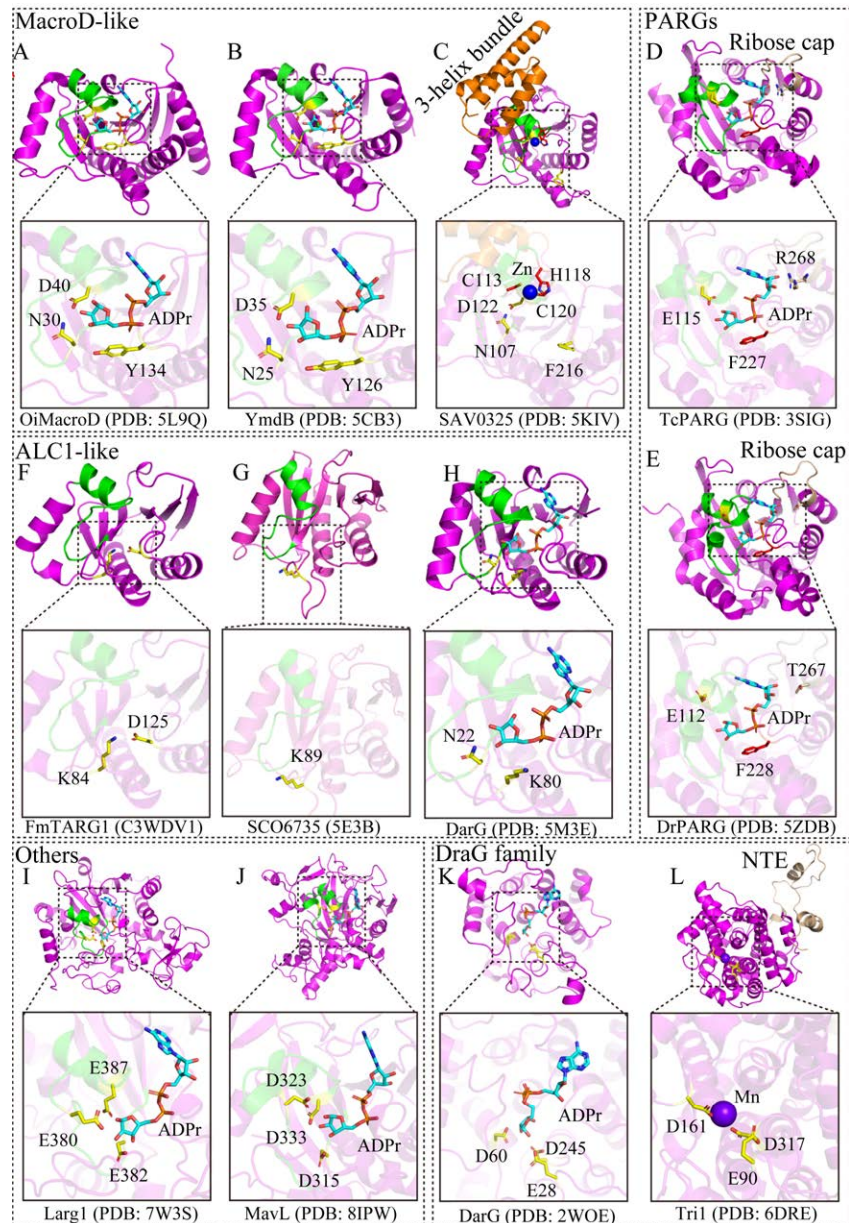 MacroD-like
PARGs
A
B
C
3-helix bundle
D
Ribose cap
D40
N30
ADPr
Y134
OiMacroD (PDB: 5L9Q)
D35
N25
ADPr
Y126
YmdB (PDB: 5CB3)
C113
Zn
H118
D122
C120
N107
F216
SAV0325 (PDB: 5KIV)
R268
E115
ADPr
F227
TcPARG (PDB: 3SIG)
ALC1-like
F
G
H
E
Ribose cap
D125
K84
FmTARG1 (C3WDV1)
K89
SCO6735 (5E3B)
N22
ADPr
K80
DarG (PDB: 5M3E)
T267
E112
ADPr
F228
DrPARG (PDB: 5ZDB)
Others
I
J
DraG family
K
L
NTE
E387
E380
ADPr
E382
Larg1 (PDB: 7W3S)
D323
D333
ADPr
D315
MavL (PDB: 8IPW)
ADPr
D60
D245
E28
DarG (PDB: 2WOE)
Mn
D161
D317
E90
Tri1 (PDB: 6DRE)